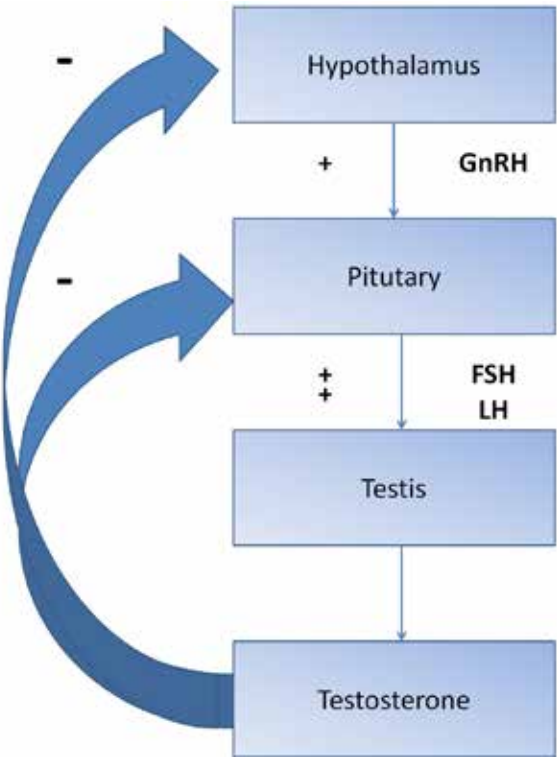 -
Hypothalamus
+ GnRH
-
Pitutary
+ FSH
+ LH
Testis
Testosterone